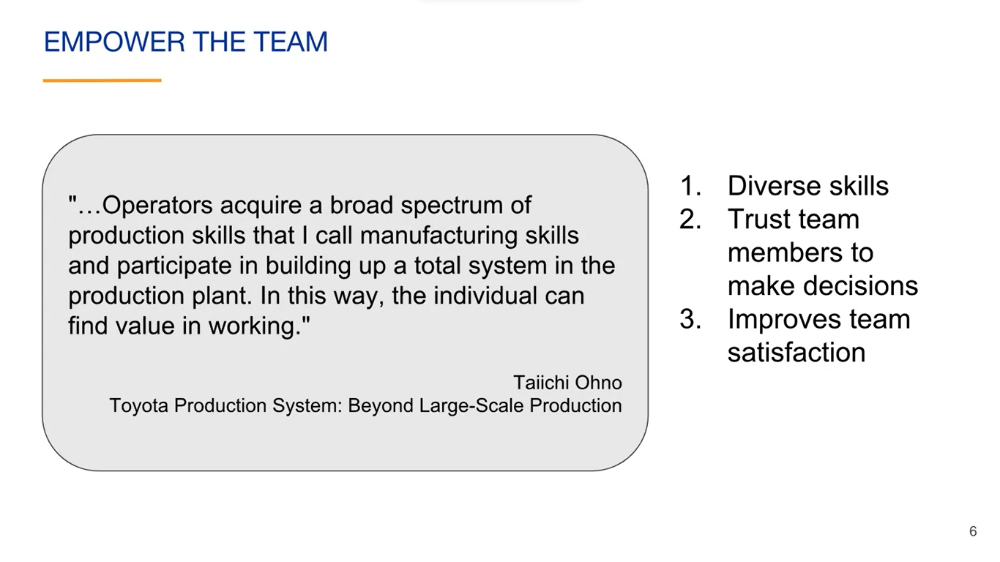 EMPOWER THE TEAM
"…Operators acquire a broad spectrum of
production skills that I call manufacturing skills
and participate in building up a total system in the
production plant. In this way, the individual can
find value in working."
Taiichi Ohno
Toyota Production System: Beyond Large-Scale Production
1. Diverse skills
2. Trust team
members to
make decisions
3. Improves team
satisfaction
6